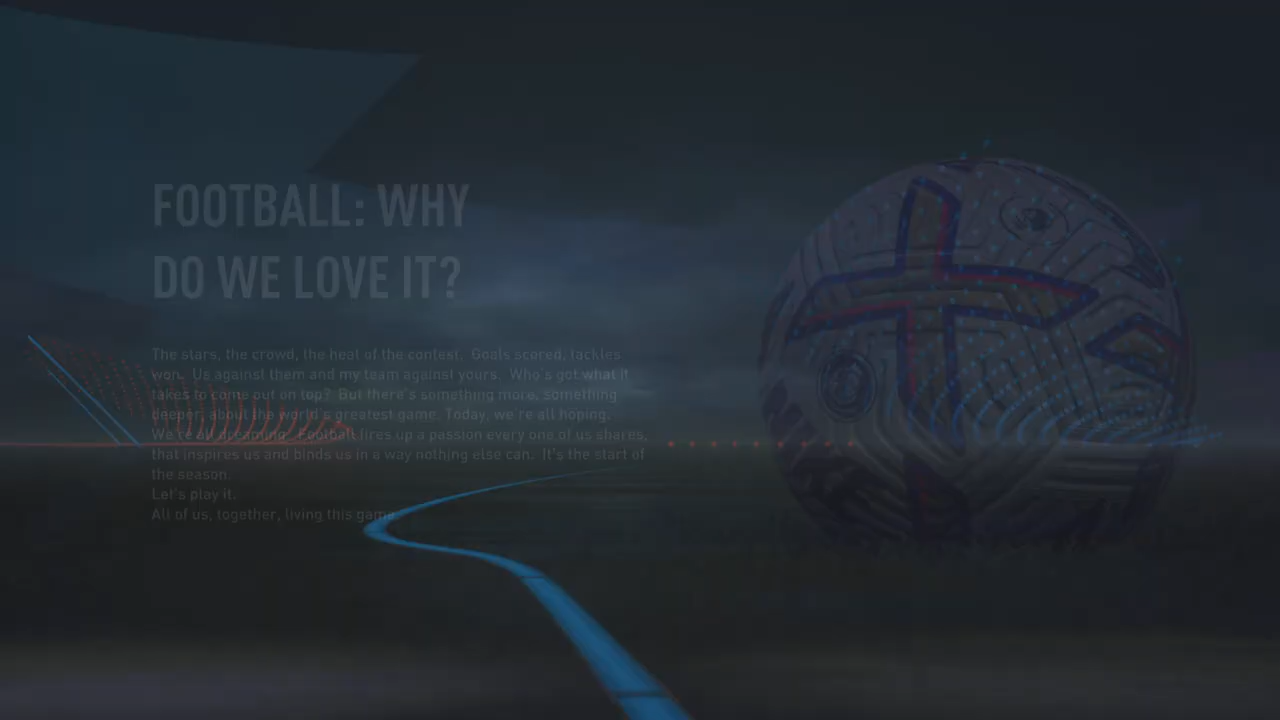 FOOTBALL: WHY
DO WE LOVE IT?
The stars, the crowd, the heat of the contest. Goals scored, tackles
won. Us against them and my team against yours. Who's got what it
takes to come out on top? But there's something more, something
deeper, about the world's greatest game. Today, we're all hoping.
We're all dreaming. Football fires up a passion every one of us shares,
that inspires us and binds us in a way nothing else can. It's the start of
the season.
Let's play it.
All of us, together, living this game.